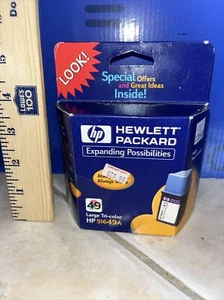 LOOK!
Special Offers
and Great Ideas
Inside!
hp
HEWLETT®
PACKARD
Expanding Possibilities
49
Large Tri-color
HP 51649A
Lowe's
100